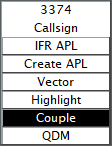 3374
Callsign
IFR APL
Create APL
Vector
Highlight
Couple
QDM